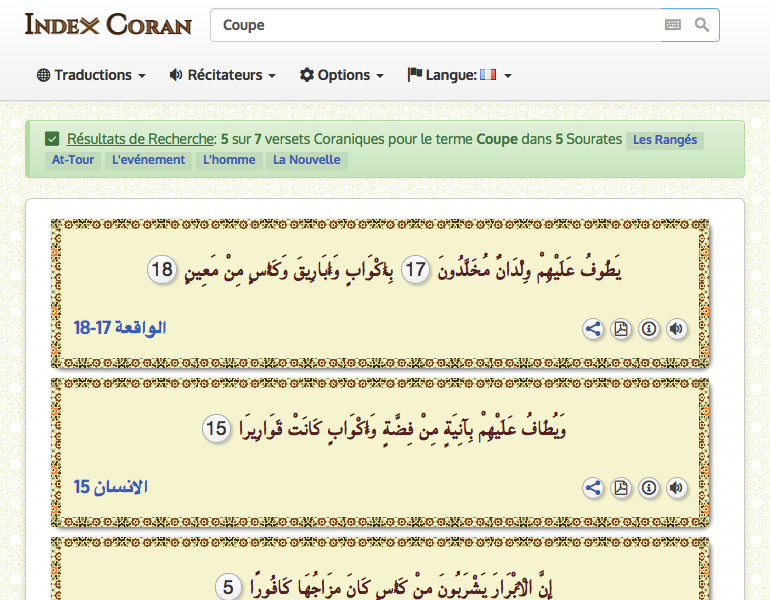 Index Coran
Coupe
Traductions Récitateurs Options Langue:
Résultats de Recherche: 5 sur 7 versets Coraniques pour le terme Coupe dans 5 Sourates Les Rangés
At-Tour L'evénement L'homme La Nouvelle
يَطُوفُ عَلَيْهِمْ وِلْدَانٌ مُخَلَّدُونَ 17 بِأَكْوَابٍ وَأَبَارِيقَ وَكَأْسٍ مِنْ مَعِينٍ 18
الواقعة 17-18
وَيُطَافُ عَلَيْهِمْ بِآنِيَةٍ مِنْ فِضَّةٍ وَأَكْوَابٍ كَانَتْ قَوَارِيرَا 15
الانسان 15
إِنَّ الْأَبْرَارَ يَشْرَبُونَ مِنْ كَأْسٍ كَانَ مِزَاجُهَا كَافُورًا 5